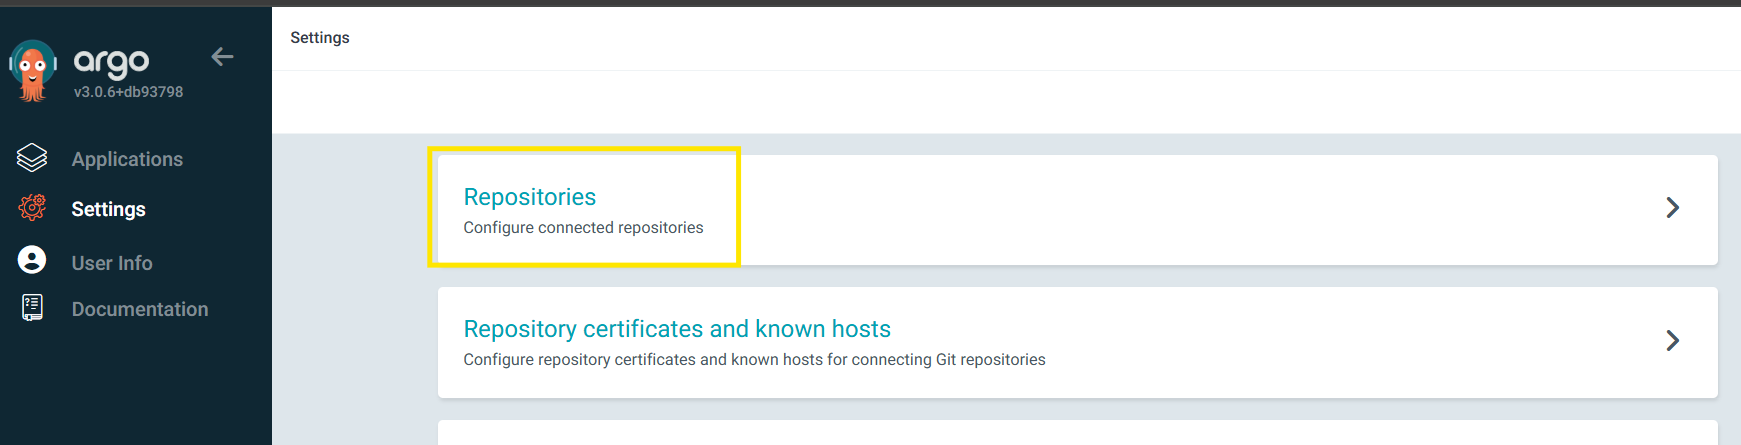 argo
v3.0.6+db93798
Applications
Settings
User Info
Documentation
Settings
Repositories
Configure connected repositories
Repository certificates and known hosts
Configure repository certificates and known hosts for connecting Git repositories